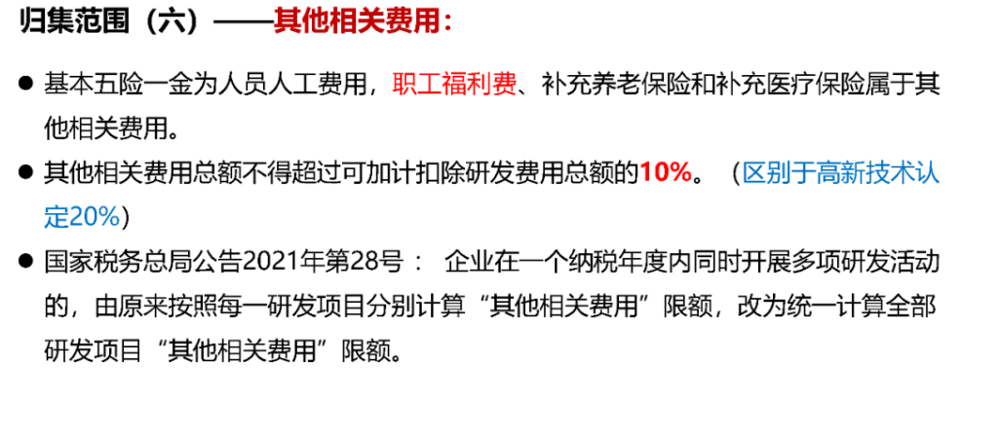 归集范围（六）——其他相关费用：
● 基本五险一金为人员人工费用，职工福利费、补充养老保险和补充医疗保险属于其
他相关费用。
● 其他相关费用总额不得超过可加计扣除研发费用总额的10%。（区别于高新技术认
定20%）
● 国家税务总局公告2021年第28号 ： 企业在一个纳税年度内同时开展多项研发活动
的，由原来按照每一研发项目分别计算“其他相关费用”限额，改为统一计算全部
研发项目“其他相关费用”限额。